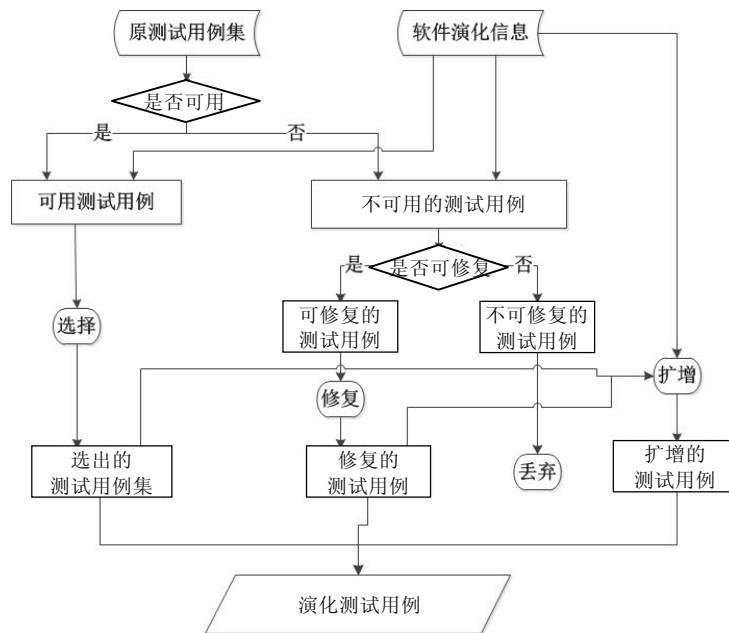 原测试用例集
软件演化信息
是否可用
是
否
可用测试用例
不可用的测试用例
是否可修复
是
否
可修复的
测试用例
不可修复的
测试用例
选择
扩增
修复
选出的
测试用例集
修复的
测试用例
丢弃
扩增的
测试用例
演化测试用例